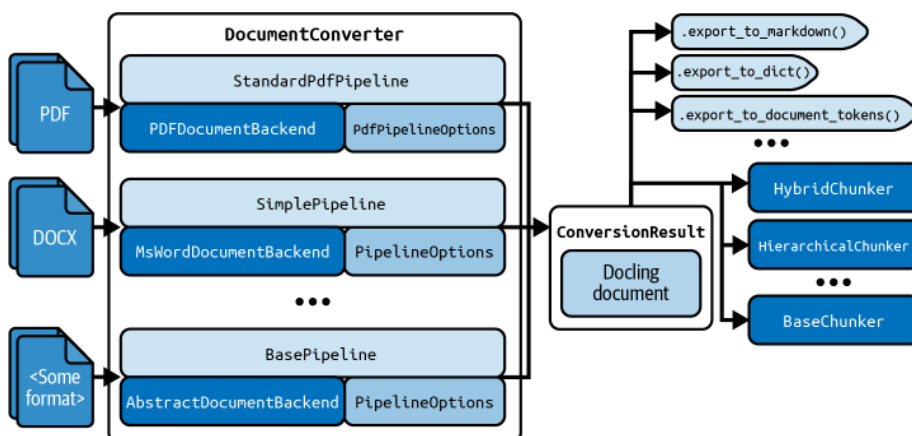 DocumentConverter
PDF
StandardPdfPipeline
PDFDocumentBackend
PdfPipelineOptions
DOCX
SimplePipeline
MsWordDocumentBackend
PipelineOptions
•••
<Some
format>
BasePipeline
AbstractDocumentBackend
PipelineOptions
ConversionResult
Docling
document
.export_to_markdown()
.export_to_dict()
.export_to_document_tokens()
•••
HybridChunker
HierarchicalChunker
•••
BaseChunker